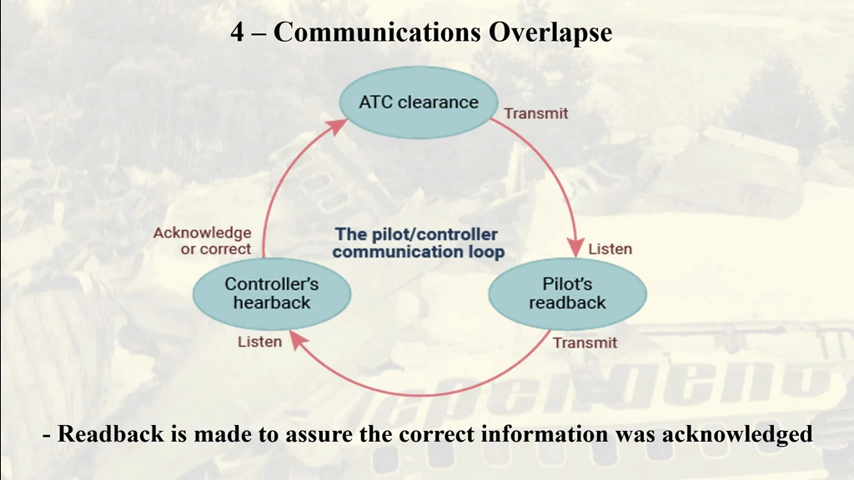 4 – Communications Overlapse
ATC clearance
Transmit
Acknowledge
or correct
The pilot/controller
communication loop
Listen
Controller's
hearback
Pilot's
readback
Listen
Transmit
- Readback is made to assure the correct information was acknowledged